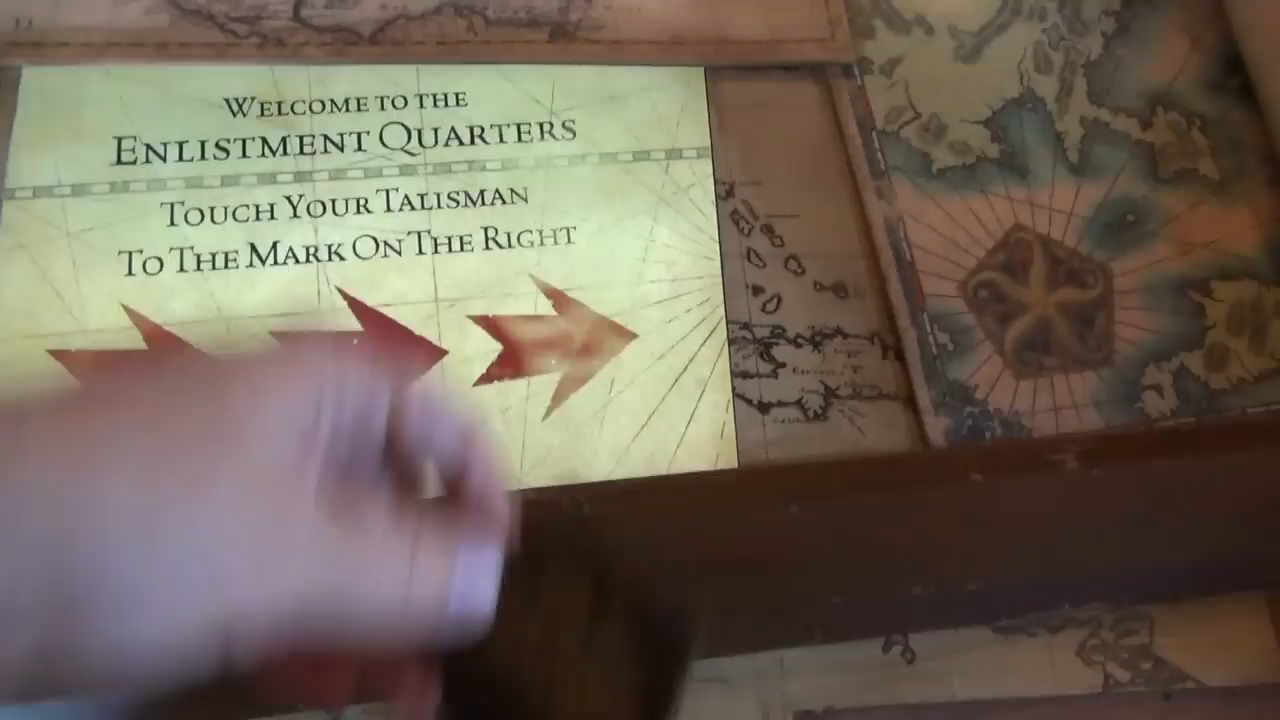 WELCOME TO THE
ENLISTMENT QUARTERS
TOUCH YOUR TALISMAN
TO THE MARK ON THE RIGHT